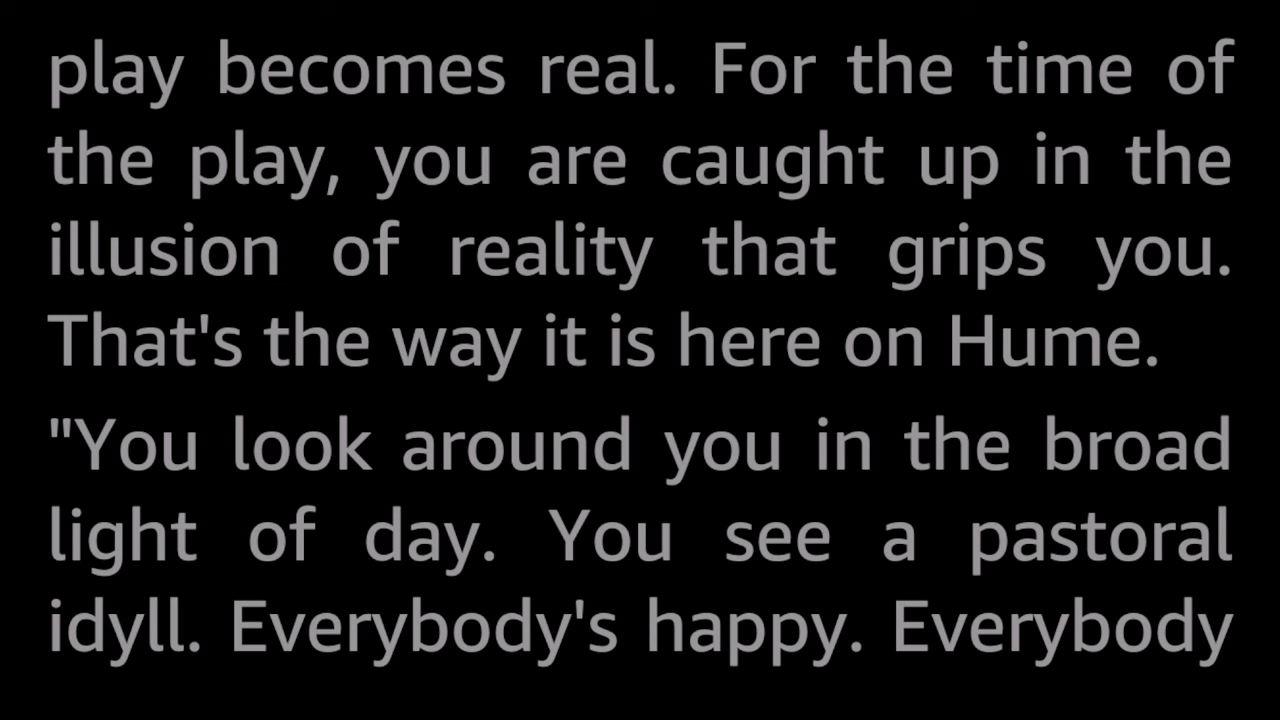 play becomes real. For the time of
the play, you are caught up in the
illusion of reality that grips you.
That's the way it is here on Hume.
"You look around you in the broad
light of day. You see a pastoral
idyll. Everybody's happy. Everybody